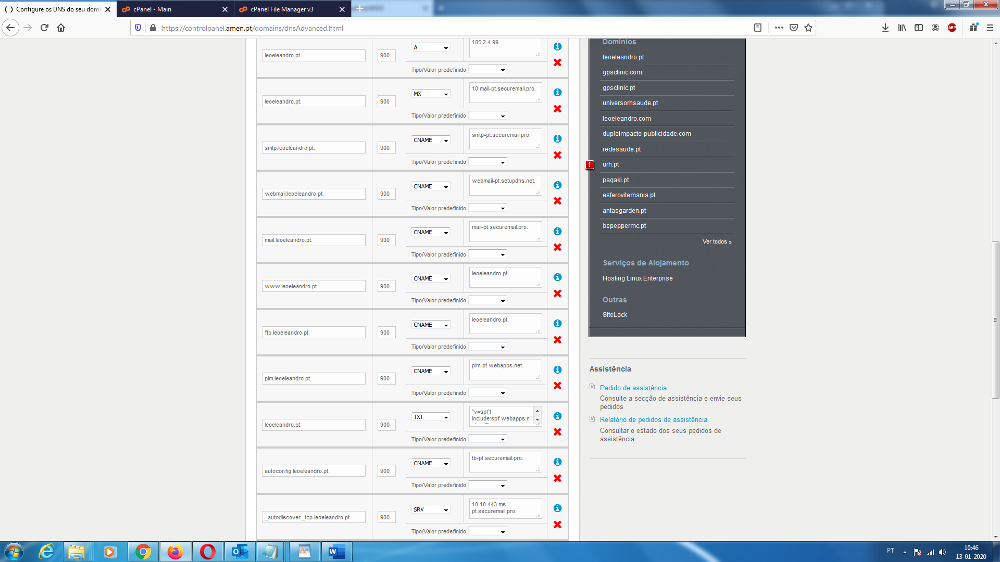 Configure os DNS do seu domi
cPanel - Main
cPanel File Manager v3
https://controlpanel.amen.pt/domains/dnsAdvanced.html
ABP
leoeleandro.pt.
900
A
185.2.4.99
Tipo/Valor predefinido
leoeleandro.pt.
900
MX
10 mail-pt.securemail.pro.
Tipo/Valor predefinido
smtp.leoeleandro.pt.
900
CNAME
smtp-pt.securemail.pro.
Tipo/Valor predefinido
webmail.leoeleandro.pt.
900
CNAME
webmail-pt.setupdns.net.
Tipo/Valor predefinido
mail.leoeleandro.pt.
900
CNAME
mail-pt.securemail.pro.
Tipo/Valor predefinido
www.leoeleandro.pt.
900
CNAME
leoeleandro.pt.
Tipo/Valor predefinido
ftp.leoeleandro.pt.
900
CNAME
leoeleandro.pt.
Tipo/Valor predefinido
pim.leoeleandro.pt.
900
CNAME
pim-pt.webapps.net.
Tipo/Valor predefinido
leoeleandro.pt.
900
TXT
"v=spf1
include:spf.webapps.n
Tipo/Valor predefinido
autoconfig.leoeleandro.pt.
900
CNAME
tb-pt.securemail.pro.
Tipo/Valor predefinido
_autodiscover._tcp.leoeleandro.pt.
900
SRV
10 10 443 ms-
pt.securemail.pro.
Tipo/Valor predefinido
Domínios
leoeleandro.pt
gpsclinic.com
gpsclinic.pt
universorhsaude.pt
leoeleandro.com
duploimpacto-publicidade.com
redesaude.pt
urh.pt
pagaki.pt
esferovitemania.pt
antasgarden.pt
bepeppermc.pt
Ver todos »
Serviços de Alojamento
Hosting Linux Enterprise
Outras
SiteLock
Assistência
Pedido de assistência
Consulte a secção de assistência e envie seus
pedidos
Relatório de pedidos de assistência
Consultar o estado dos seus pedidos de
assistência
PT
10:46
13-01-2020